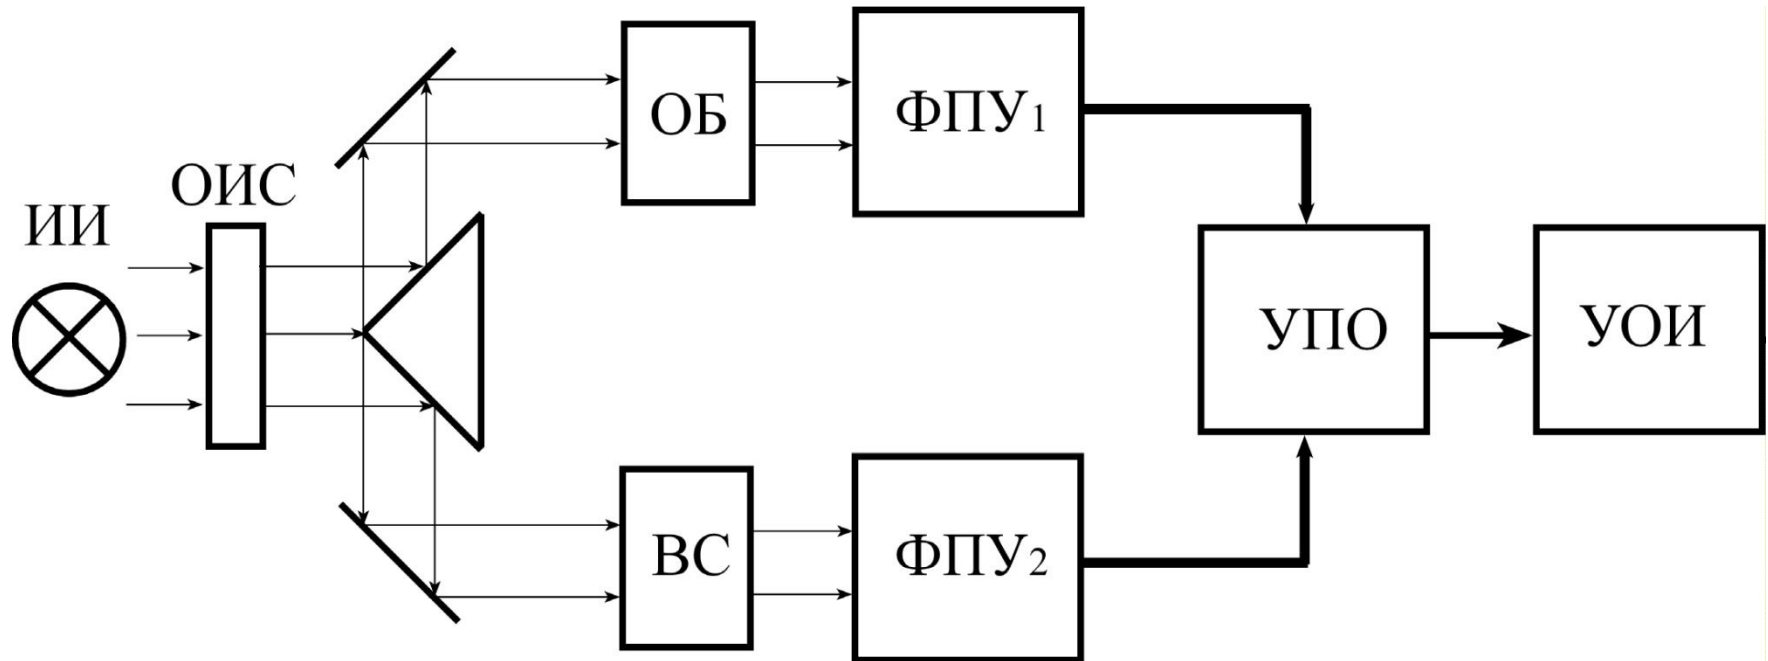 ИИ
ОИС
ОБ
ФПУ1
УПО
УОИ
ВС
ФПУ2